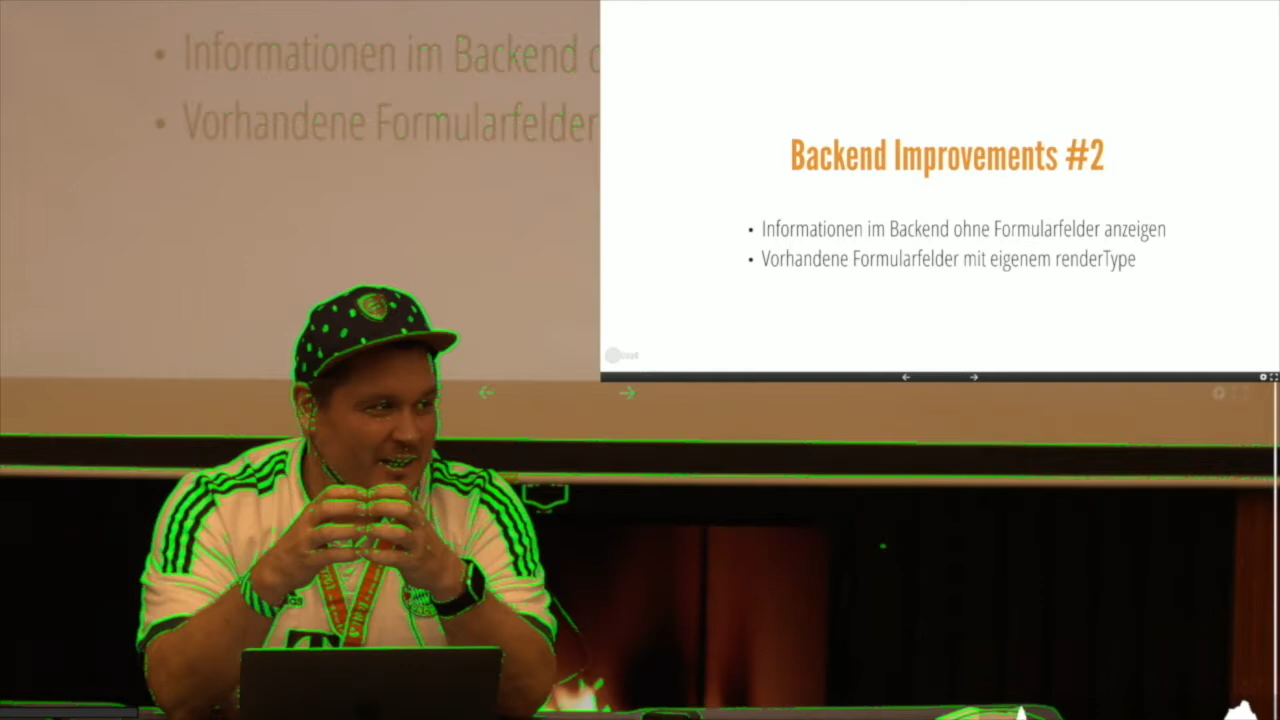 • Informationen im Backend o
• Vorhandene Formularfelder
Backend Improvements #2
• Informationen im Backend ohne Formularfelder anzeigen
• Vorhandene Formularfelder mit eigenem renderType